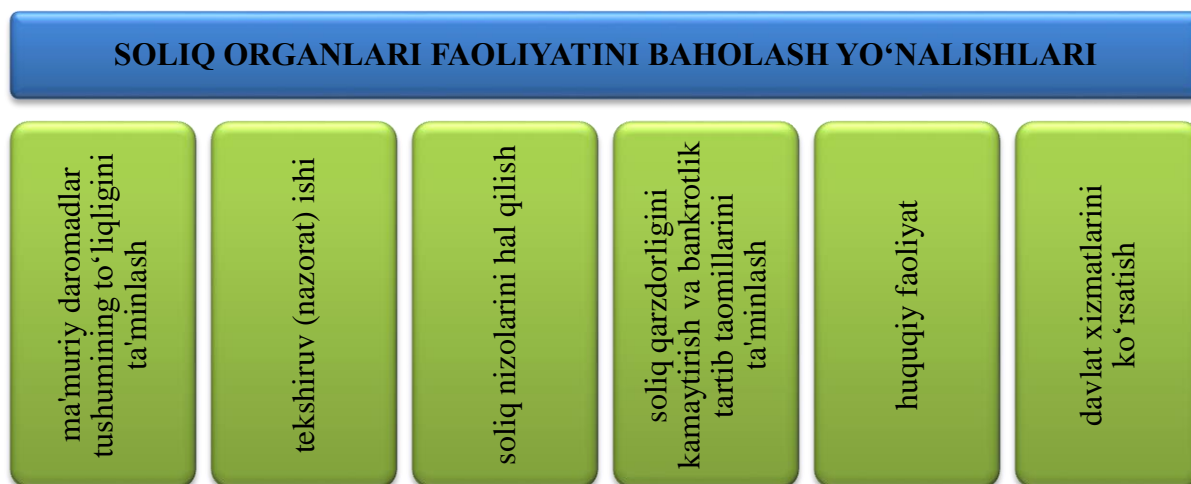 SOLIQ ORGANLARI FAOLIYATINI BAHOLASH YO‘NALISHLARI
ma'muriy daromadlar
tushumining to‘liqligini
ta'minlash
tekshiruv (nazorat) ishi
soliq nizolarini hal qilish
soliq qarzdorligini
kamaytirish va bankrotlik
tartib taomillarini
ta'minlash
huquqiy faoliyat
davlat xizmatlarini
ko‘rsatish